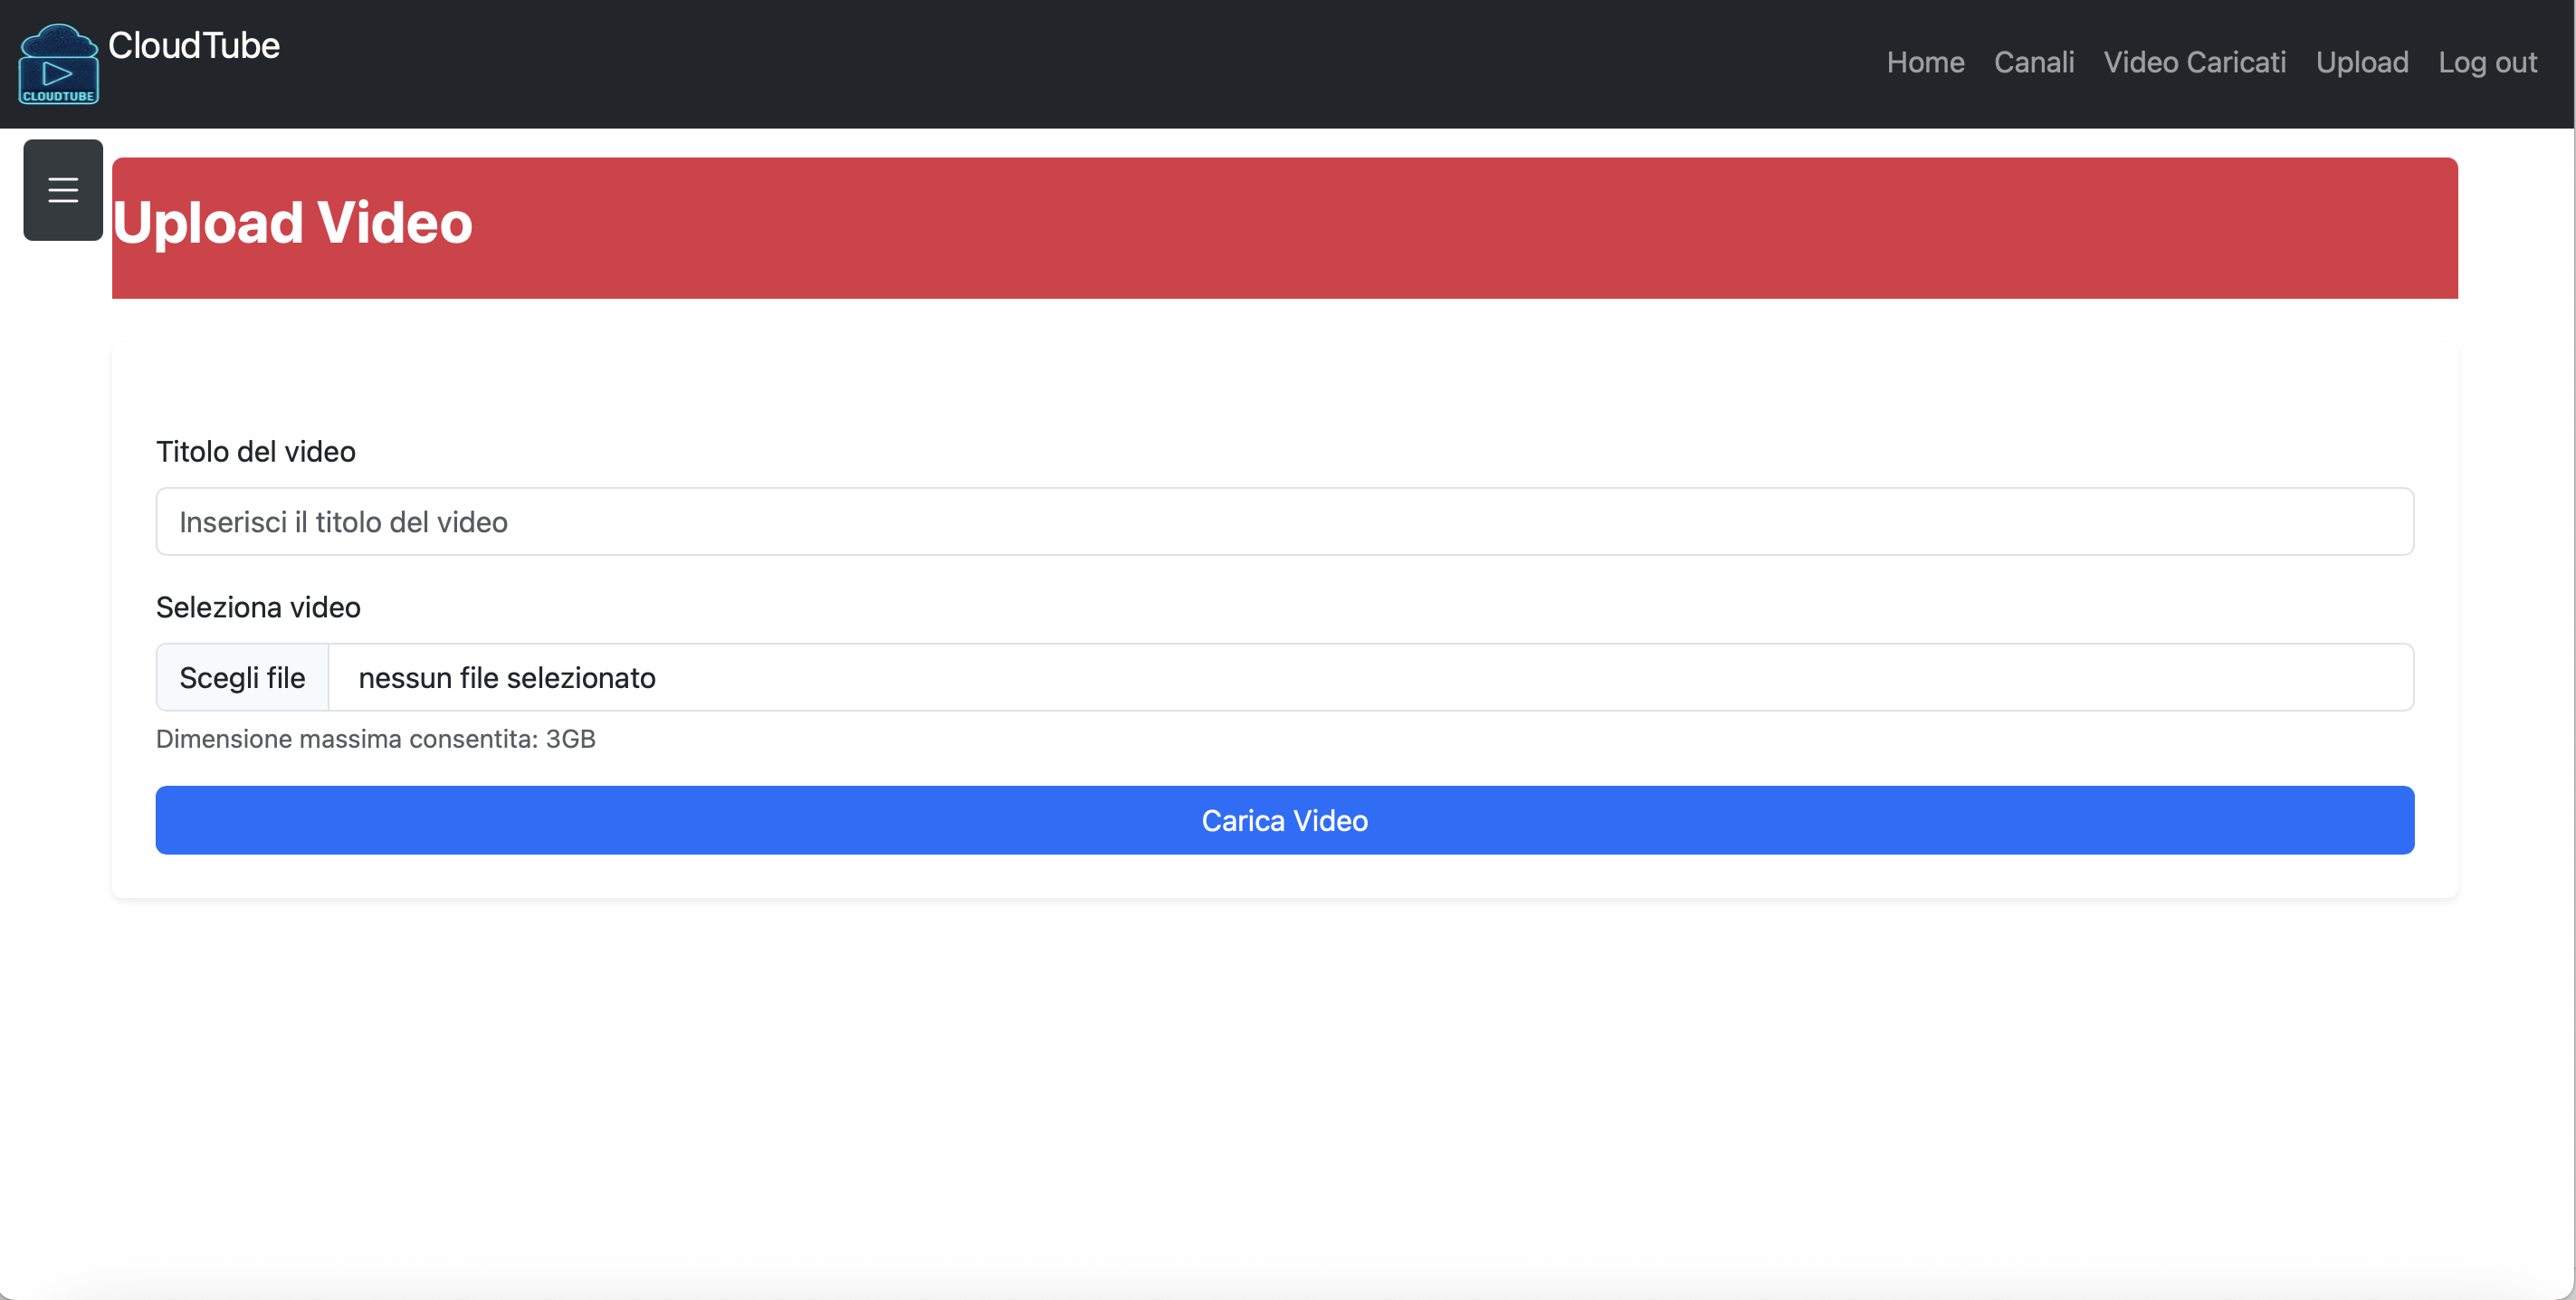 CLOUDTUBE
CloudTube
Home Canali Video Caricati Upload Log out
Upload Video
Titolo del video
Inserisci il titolo del video
Seleziona video
Scegli file nessun file selezionato
Dimensione massima consentita: 3GB
Carica Video